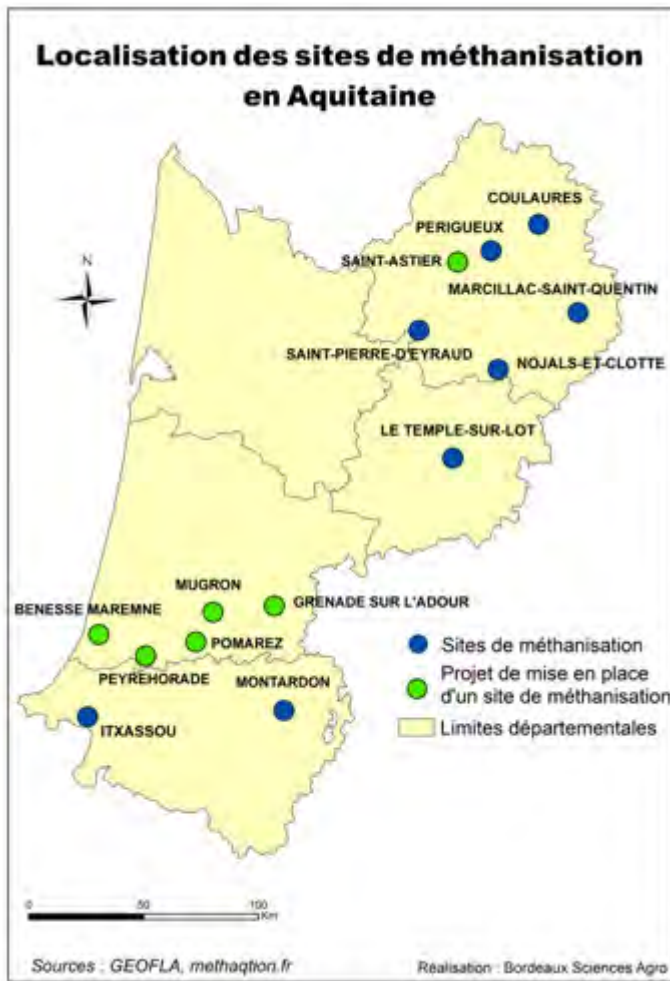 Localisation des sites de méthanisation
en Aquitaine
N
COULAURES
PERIGUEUX
SAINT-ASTIER
MARCILLAC-SAINT-QUENTIN
SAINT-PIERRE-D'EYRAUD
NOJALS-ET-CLOTTE
LE TEMPLE-SUR-LOT
MUGRON
GRENADE SUR L'ADOUR
BENESSE MAREMNE
POMAREZ
PEYREHORADE
MONTARDON
ITXASSOU
Sites de méthanisation
Projet de mise en place
d'un site de méthanisation
Limites départementales
0 50 100
Km
Sources : GEOFLA, methaqtion.fr
Réalisation : Bordeaux Sciences Agro